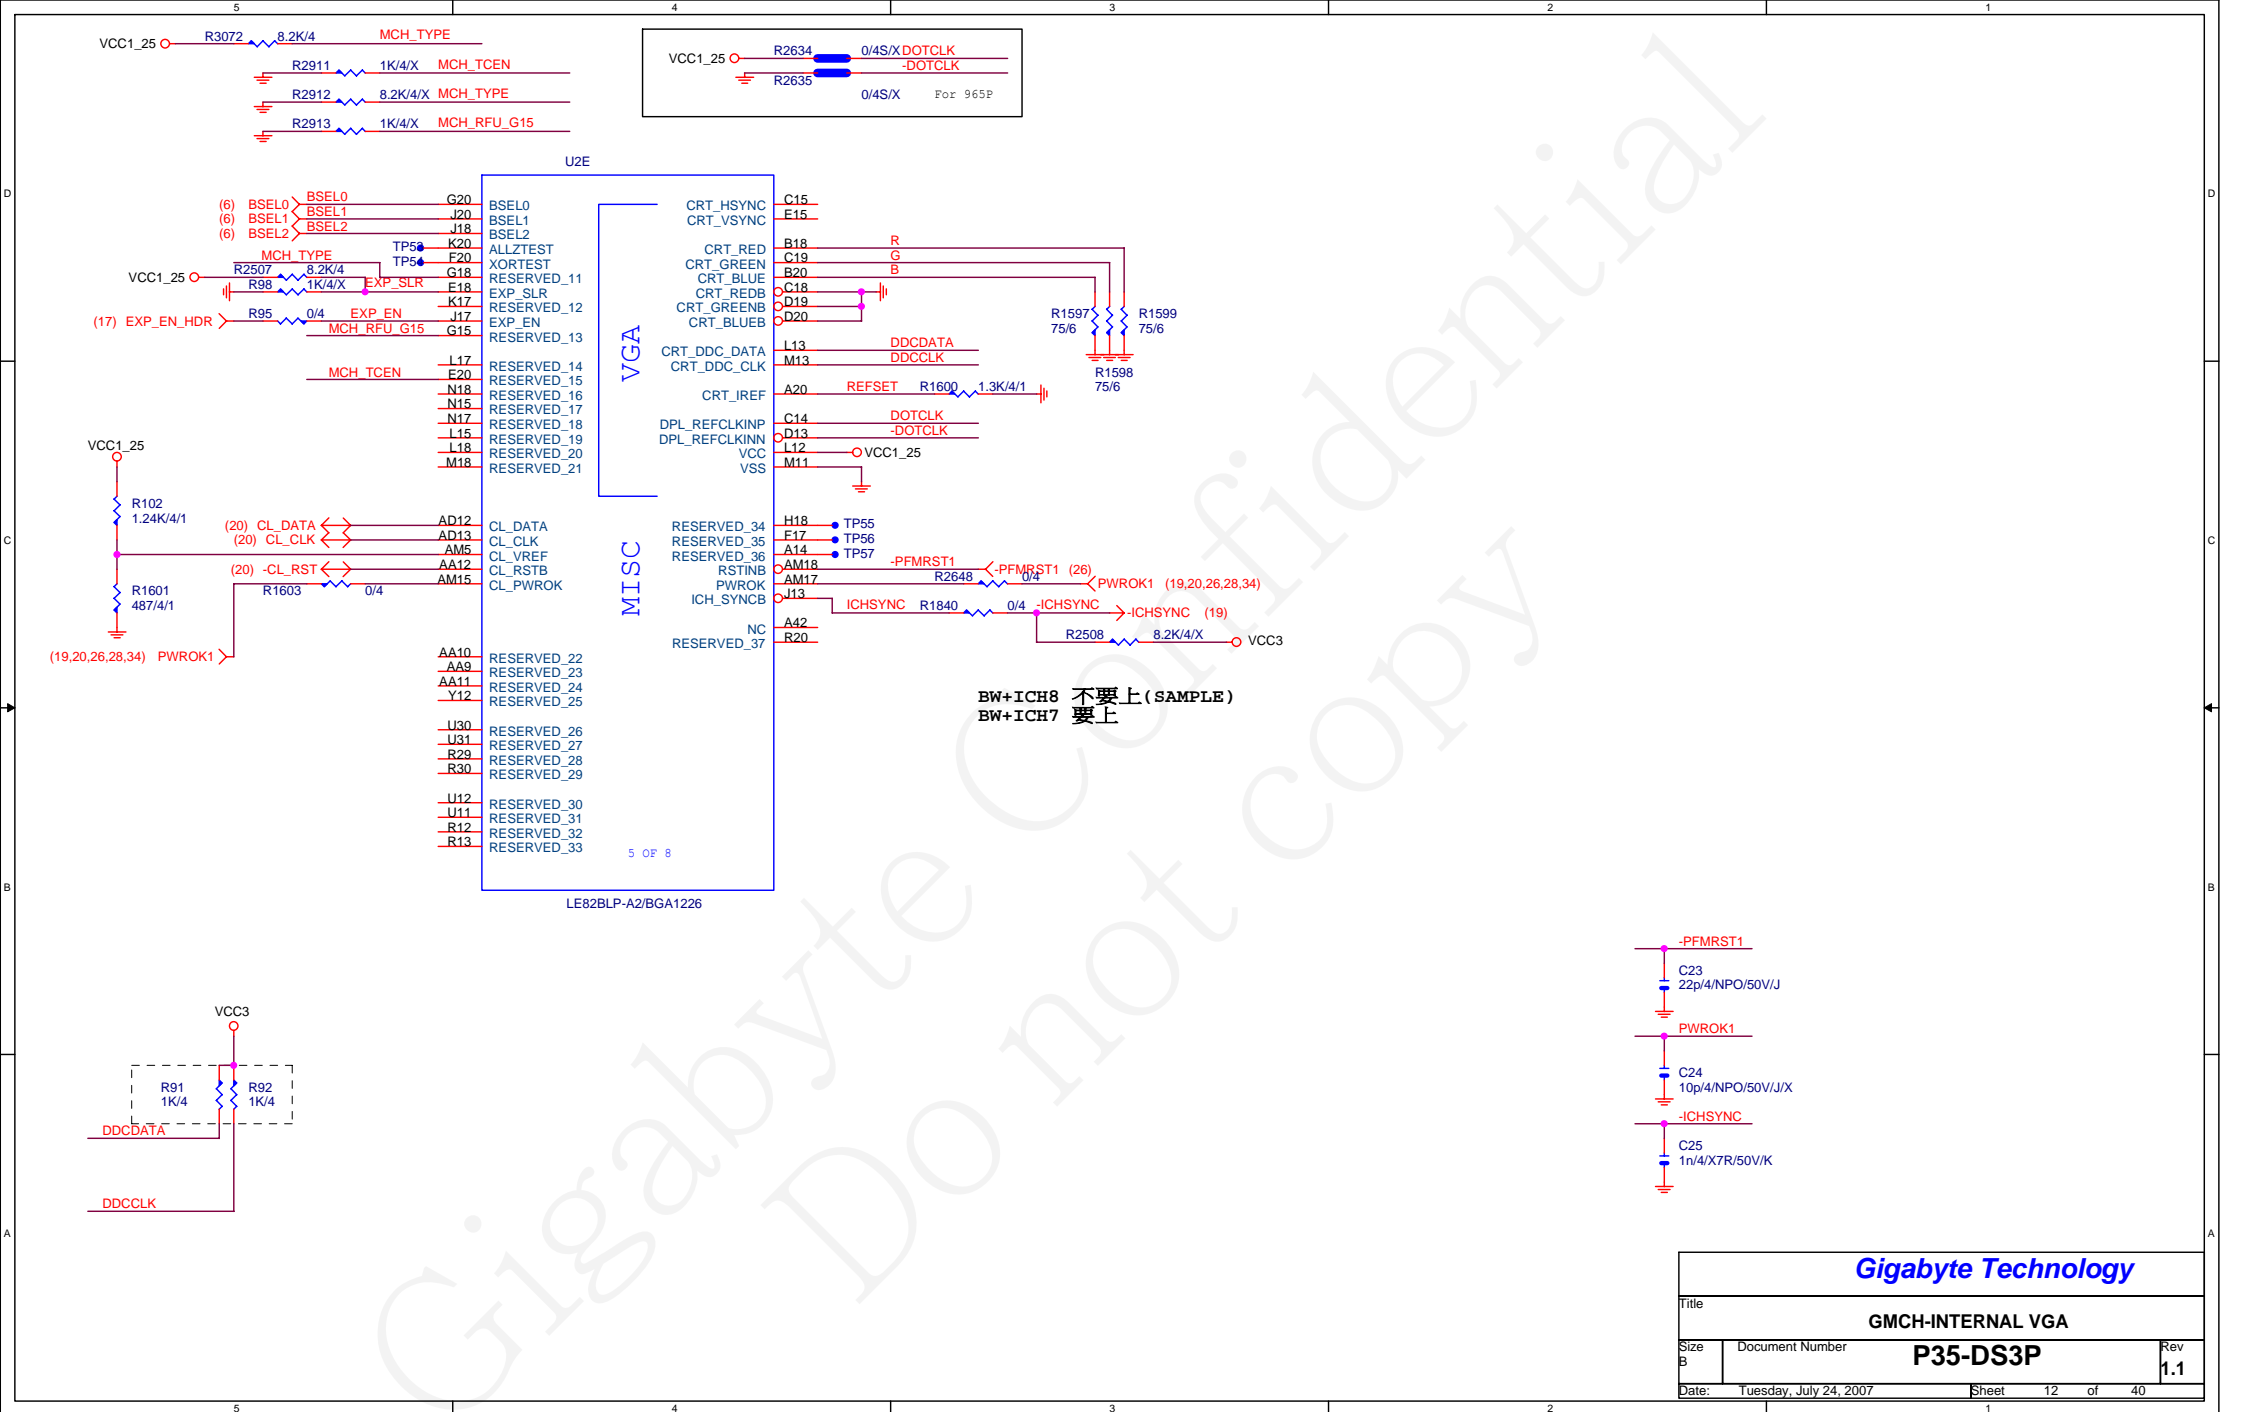 5 4 3 2 1
VCC1_25 R3072 8.2K/4 MCH_TYPE
R2911 1K/4/X MCH_TCEN
R2912 8.2K/4/X MCH_TYPE
R2913 1K/4/X MCH_RFU_G15
VCC1_25 R2634 0/4S/X DOTCLK
R2635 -DOTCLK
0/4S/X For 965P
U2E
D D
(6) BSEL0 BSEL0 G20 BSEL0
(6) BSEL1 BSEL1 J20 BSEL1
(6) BSEL2 BSEL2 J18 BSEL2
K20 ALLZTEST
TP54 F20 XORTEST
MCH_TYPE G18 RESERVED_11
VCC1_25 R2507 8.2K/4
R98 1K/4/X EXP_SLR E18 EXP_SLR
K17 RESERVED_12
(17) EXP_EN_HDR R95 0/4 EXP_EN J17 EXP_EN
MCH_RFU_G15 G15 RESERVED_13
L17 RESERVED_14
MCH_TCEN E20 RESERVED_15
N18 RESERVED_16
N15 RESERVED_17
N17 RESERVED_18
L15 RESERVED_19
L18 RESERVED_20
M18 RESERVED_21
VGA
CRT_HSYNC C15
CRT_VSYNC E15
CRT_RED B18 R
CRT_GREEN C19 G
CRT_BLUE B20 B
CRT_REDB C18
CRT_GREENB D19
CRT_BLUEB D20
R1597 75/6
R1599 75/6
R1598 75/6
CRT_DDC_DATA L13 DDCDATA
CRT_DDC_CLK M13 DDCCLK
CRT_IREF A20 REFSET R1600 1.3K/4/1
DPL_REFCLKINP C14 DOTCLK
DPL_REFCLKINN D13 -DOTCLK
VCC L12 VCC1_25
VSS M11
VCC1_25
R102
1.24K/4/1
R1601
487/4/1
C C
(20) CL_DATA AD12 CL_DATA
(20) CL_CLK AD13 CL_CLK
AM5 CL_VREF
(20) -CL_RST AA12 CL_RSTB
R1603 0/4 AM15 CL_PWROK
(19,20,26,28,34) PWROK1
MISC
RESERVED_34 H18 TP55
RESERVED_35 F17 TP56
RESERVED_36 A14 TP57
RSTINB AM18 -PFMRST1 -PFMRST1 (26)
PWROK AM17 R2648 0/4 PWROK1 (19,20,26,28,34)
ICH_SYNCB J13 ICHSYNC R1840 0/4 -ICHSYNC -ICHSYNC (19)
R2508 8.2K/4/X VCC3
NC A42
RESERVED_37 R20
AA10 RESERVED_22
AA9 RESERVED_23
AA11 RESERVED_24
Y12 RESERVED_25
U30 RESERVED_26
U31 RESERVED_27
R29 RESERVED_28
R30 RESERVED_29
U12 RESERVED_30
U11 RESERVED_31
R12 RESERVED_32
R13 RESERVED_33
5 OF 8
LE82BLP-A2/BGA1226
BW+ICH8 不要上(SAMPLE)
BW+ICH7 要上
B B
VCC3
R91 1K/4
R92 1K/4
DDCDATA
DDCCLK
-PFMRST1
C23
22p/4/NPO/50V/J
PWROK1
C24
10p/4/NPO/50V/J/X
-ICHSYNC
C25
1n/4/X7R/50V/K
A A
Gigabyte Confidential
Do not copy
Gigabyte Technology
Title
GMCH-INTERNAL VGA
Size B
Document Number P35-DS3P
Rev 1.1
Date: Tuesday, July 24, 2007 Sheet 12 of 40
5 4 3 2 1